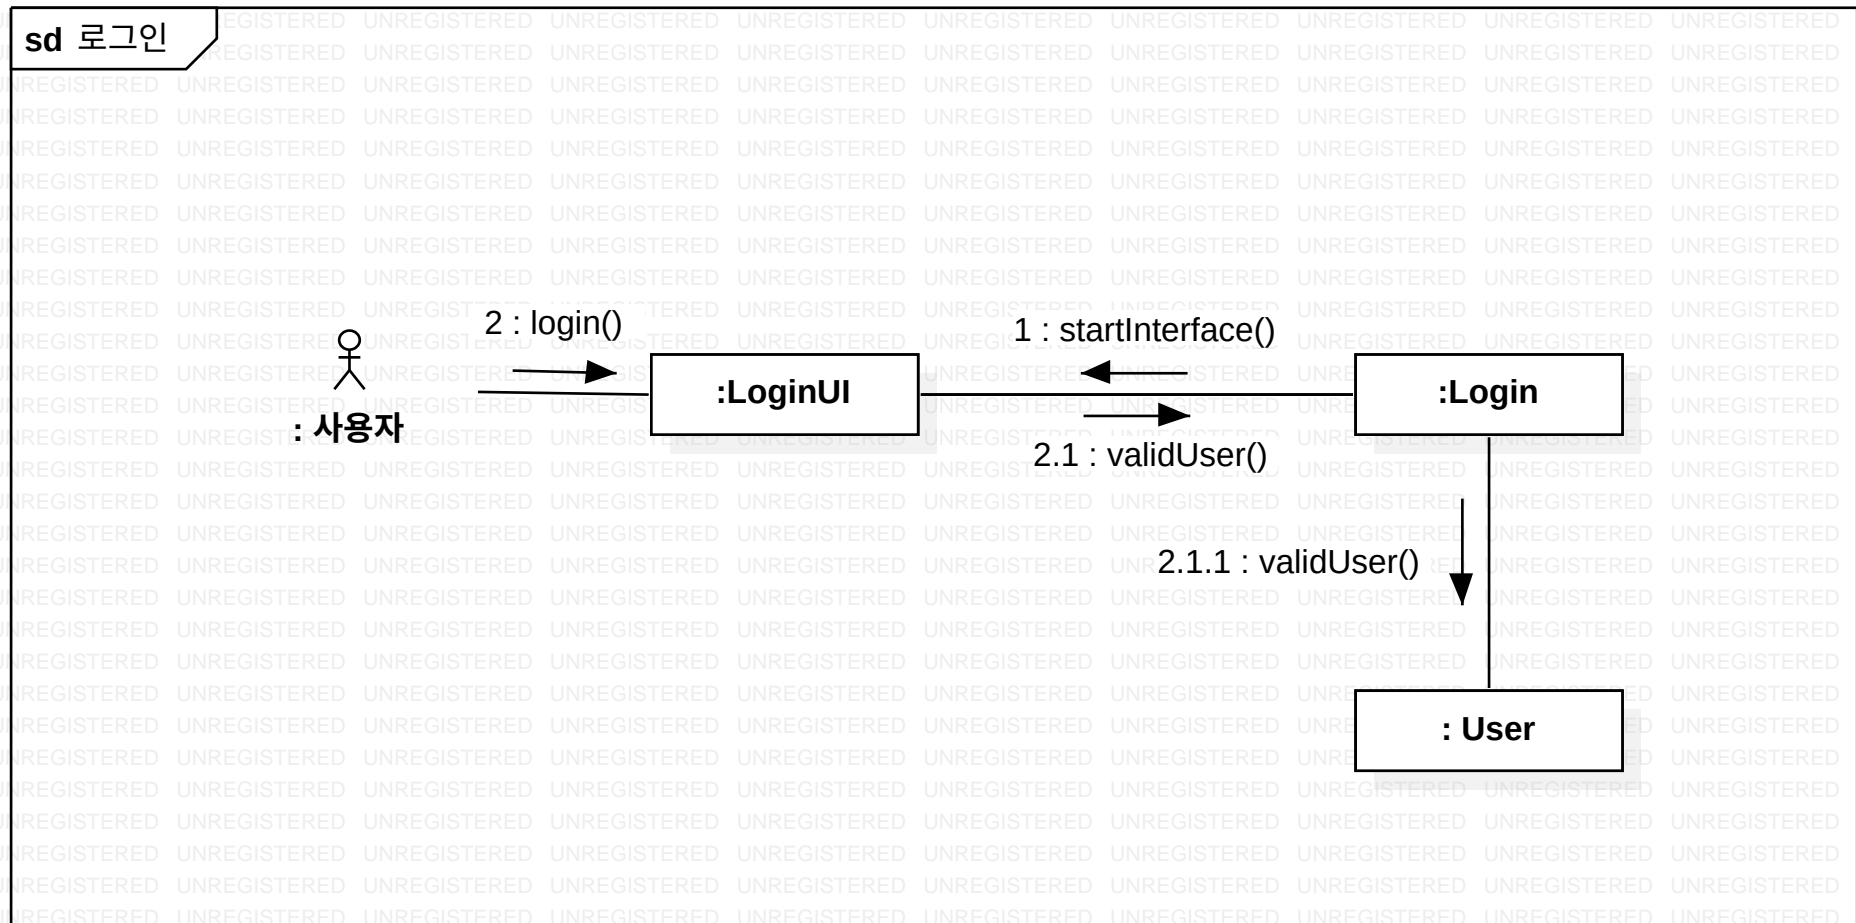 sd 로그인
2 : login()
1 : startInterface()
:LoginUI
:Login
: 사용자
2.1 : validUser()
2.1.1 : validUser()
: User
UNREGISTERED